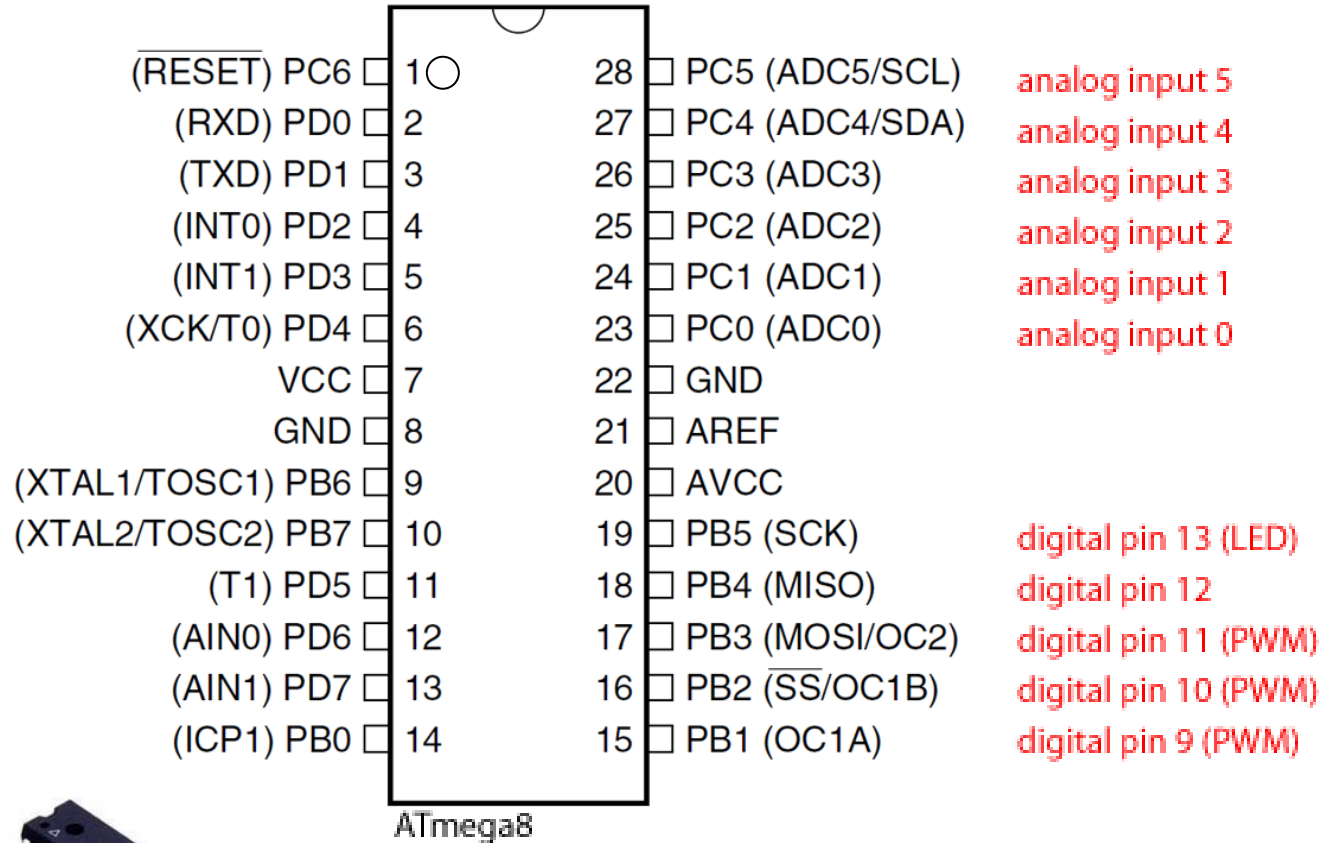 (RESET) PC6 1 28 PC5 (ADC5/SCL) analog input 5
(RXD) PD0 2 27 PC4 (ADC4/SDA) analog input 4
(TXD) PD1 3 26 PC3 (ADC3) analog input 3
(INT0) PD2 4 25 PC2 (ADC2) analog input 2
(INT1) PD3 5 24 PC1 (ADC1) analog input 1
(XCK/T0) PD4 6 23 PC0 (ADC0) analog input 0
VCC 7 22 GND
GND 8 21 AREF
(XTAL1/TOSC1) PB6 9 20 AVCC
(XTAL2/TOSC2) PB7 10 19 PB5 (SCK) digital pin 13 (LED)
(T1) PD5 11 18 PB4 (MISO) digital pin 12
(AIN0) PD6 12 17 PB3 (MOSI/OC2) digital pin 11 (PWM)
(AIN1) PD7 13 16 PB2 (SS/OC1B) digital pin 10 (PWM)
(ICP1) PB0 14 15 PB1 (OC1A) digital pin 9 (PWM)
ATmega8